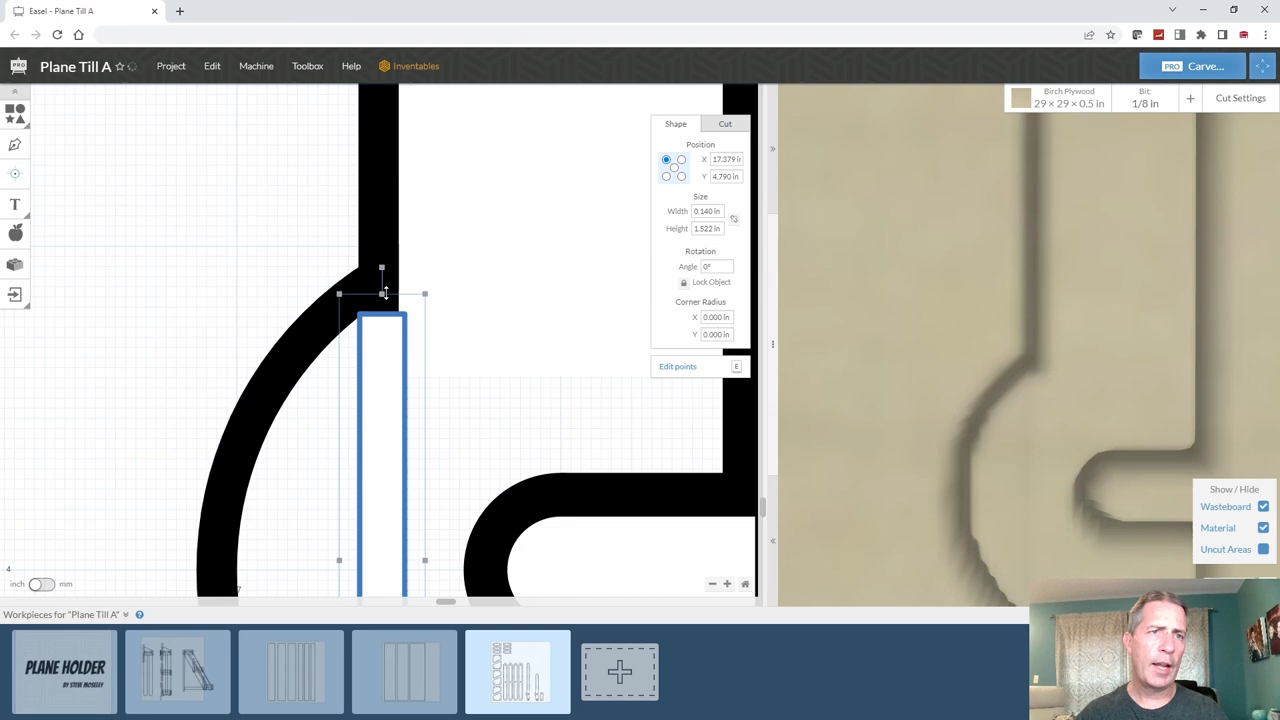 Easel - Plane Till A
PRO Plane Till A Project Edit Machine Toolbox Help Inventables PRO Carve...
Birch Plywood Bit:
29 × 29 × 0.5 in 1/8 in Cut Settings
Shape Cut
Position
X 17.379 i
Y 4.790 in
Size
Width 0.140 in
Height 1.522 in
Rotation
Angle 0°
Lock Object
Corner Radius
X 0.000 in
Y 0.000 in
Edit points E
T
Show / Hide
Wasteboard
Material
Uncut Areas
4
inch mm
7
Workpieces for "Plane Till A"
PLANE HOLDER
BY STEVE MOSELEY